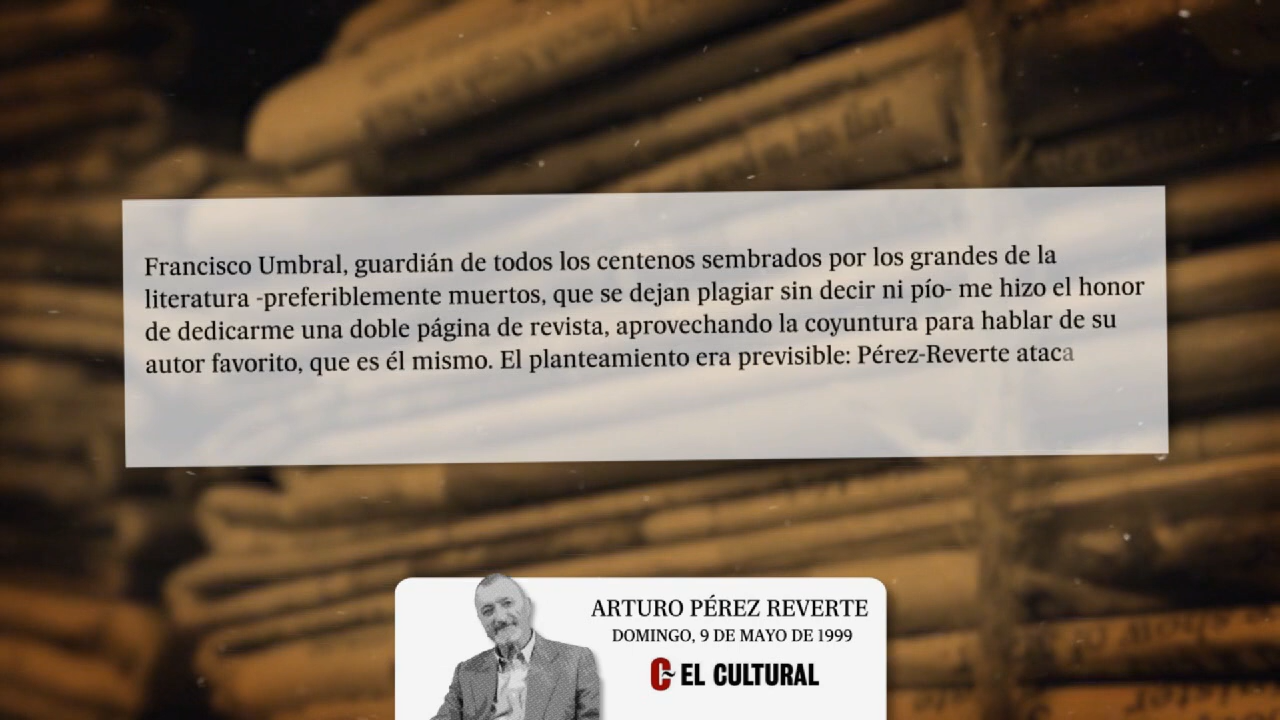 Francisco Umbral, guardián de todos los centenos sembrados por los grandes de la
literatura -preferiblemente muertos, que se dejan plagiar sin decir ni pío- me hizo el honor
de dedicarme una doble página de revista, aprovechando la coyuntura para hablar de su
autor favorito, que es él mismo. El planteamiento era previsible: Pérez-Reverte ataca
ARTURO PÉREZ REVERTE
DOMINGO, 9 DE MAYO DE 1999
EL CULTURAL